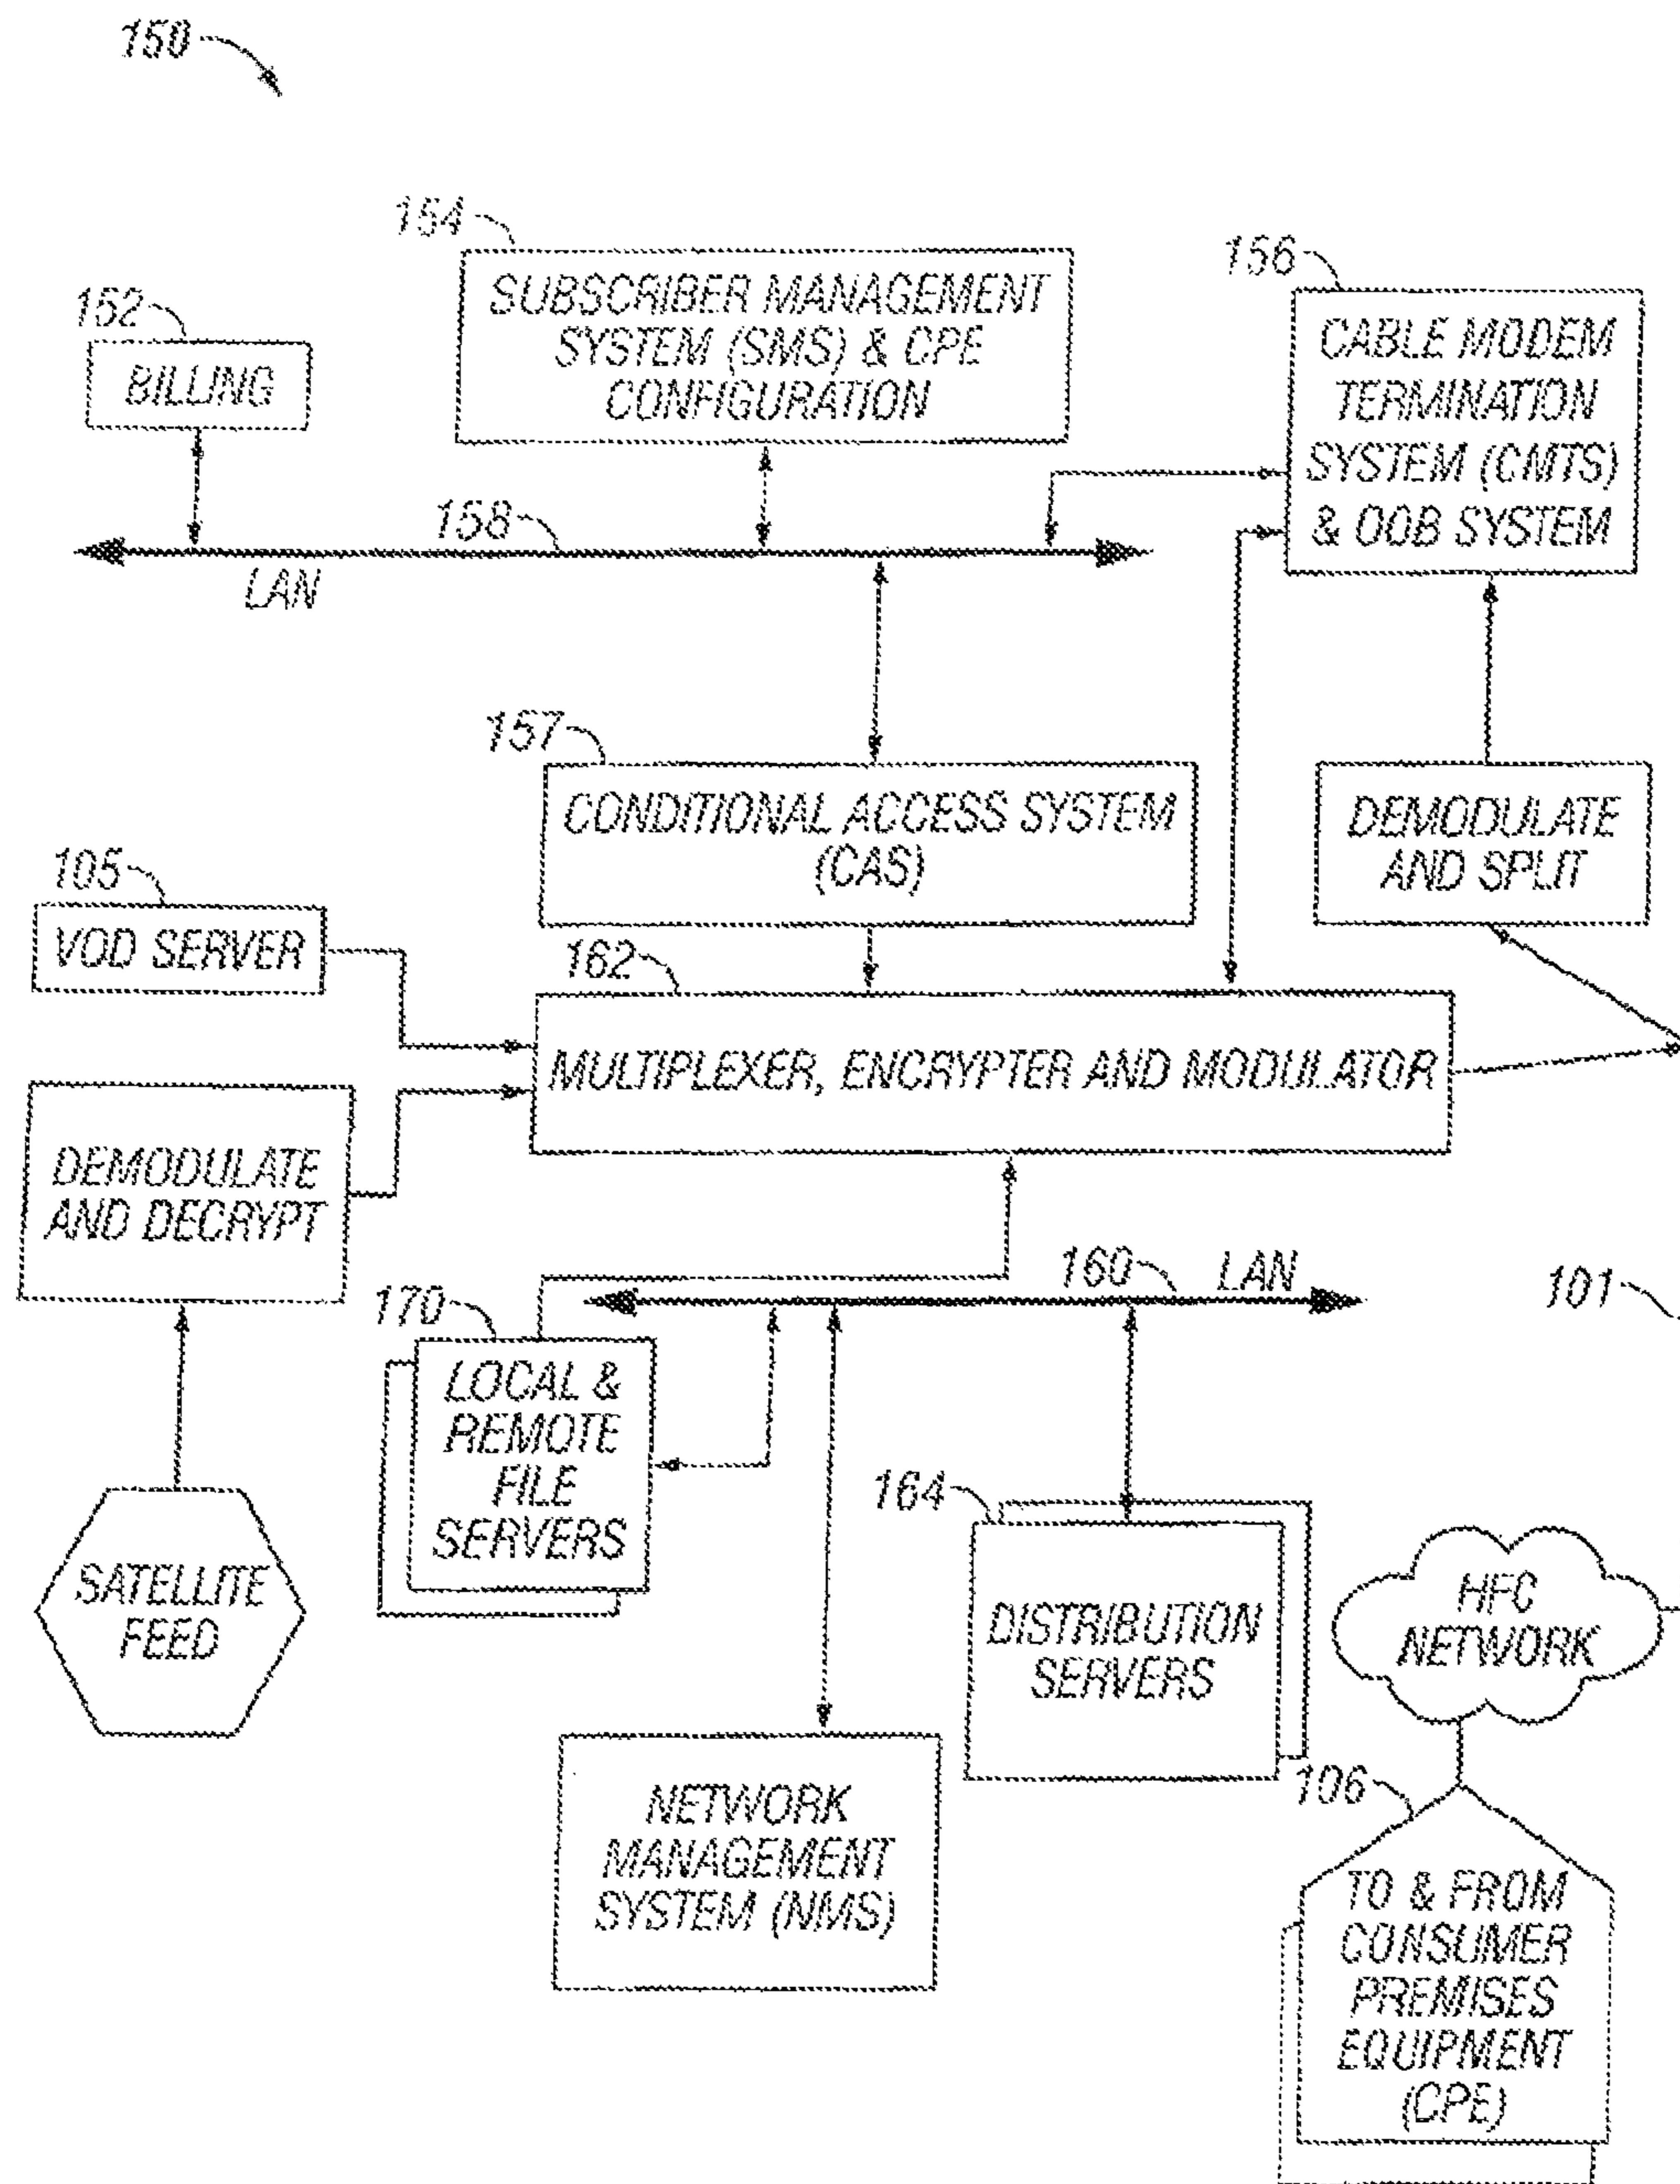 150
154
SUBSCRIBER MANAGEMENT
SYSTEM (SMS) & CPE
CONFIGURATION
156
CABLE MODEM
TERMINATION
SYSTEM (CMTS)
& OOB SYSTEM
152
BILLING
158
LAN
157
CONDITIONAL ACCESS SYSTEM
(CAS)
DEMODULATE
AND SPLIT
105
VOD SERVER
162
MULTIPLEXER, ENCRYPTER AND MODULATOR
DEMODULATE
AND DECRYPT
160
LAN
101
170
LOCAL &
REMOTE
FILE
SERVERS
164
DISTRIBUTION
SERVERS
SATELLITE
FEED
HFC
NETWORK
NETWORK
MANAGEMENT
SYSTEM (NMS)
106
TO & FROM
CONSUMER
PREMISES
EQUIPMENT
(CPE)